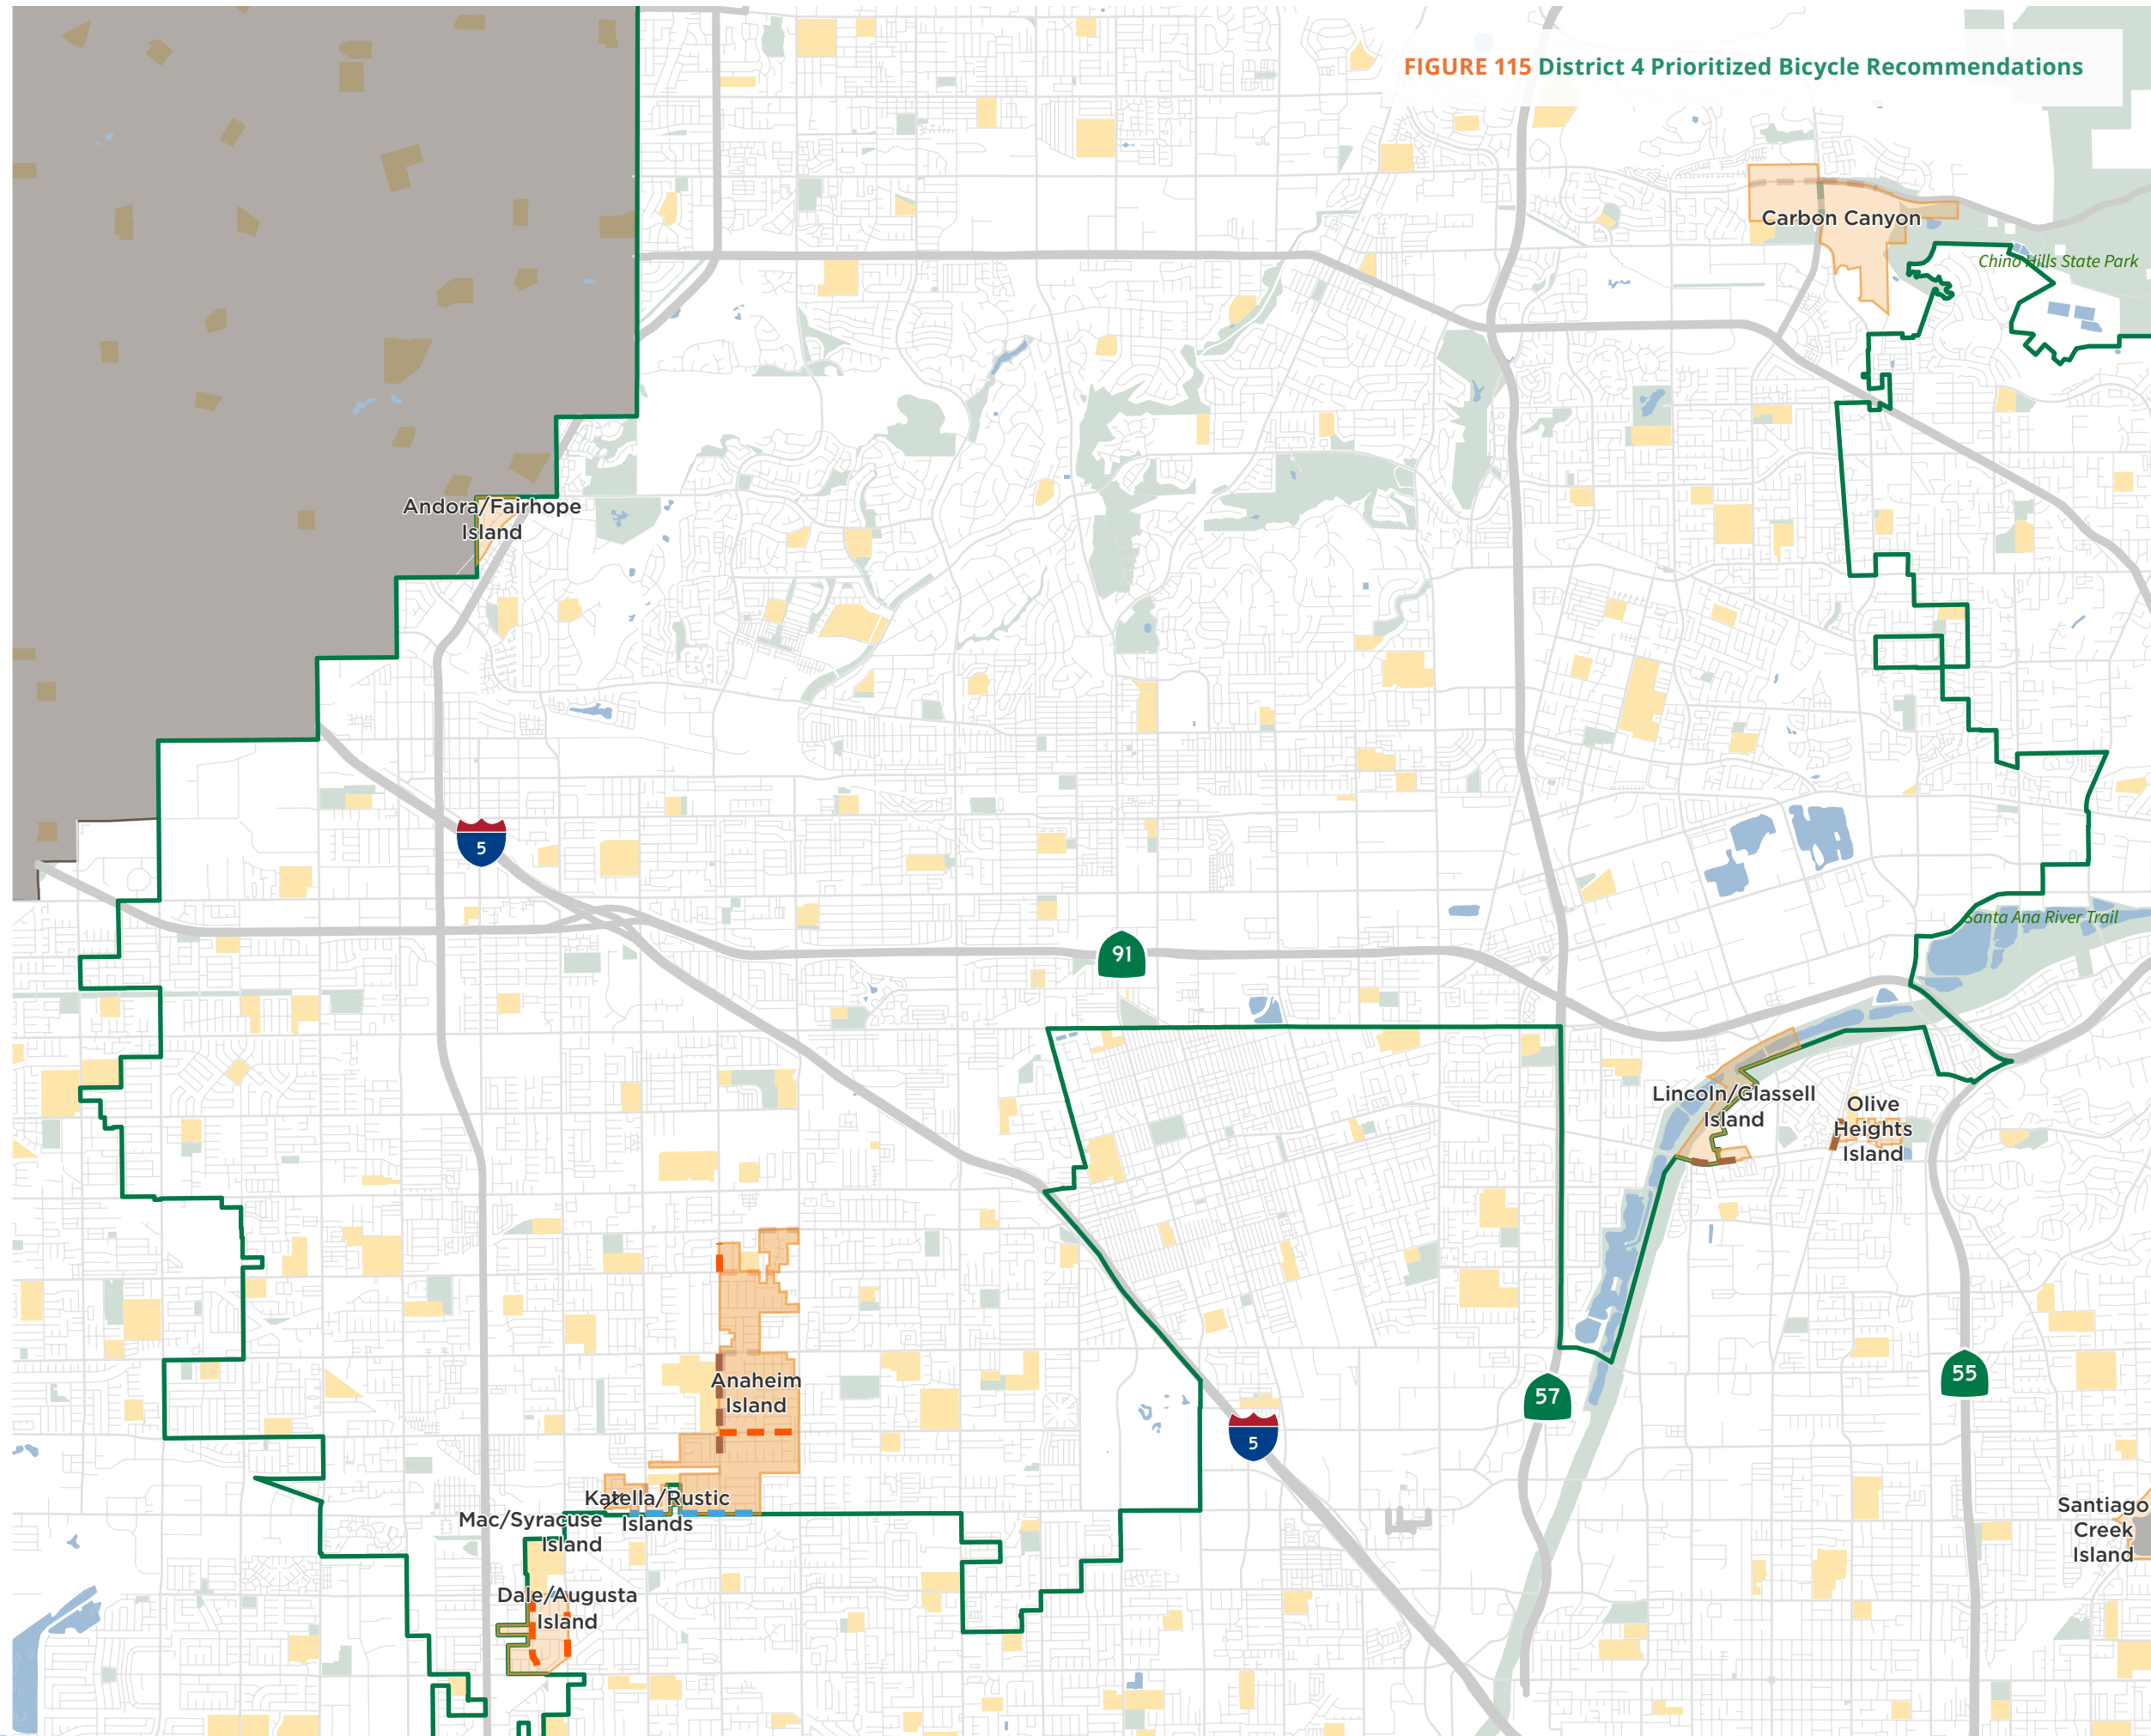 FIGURE 115 District 4 Prioritized Bicycle Recommendations
Carbon Canyon
Chino Hills State Park
Andora/Fairhope
Island
5
Santa Ana River Trail
91
Lincoln/Glassell
Island
Olive
Heights
Island
Anaheim
Island
57
55
5
Katella/Rustic
Islands
Mac/Syracuse
Island
Santiago
Creek
Island
Dale/Augusta
Island